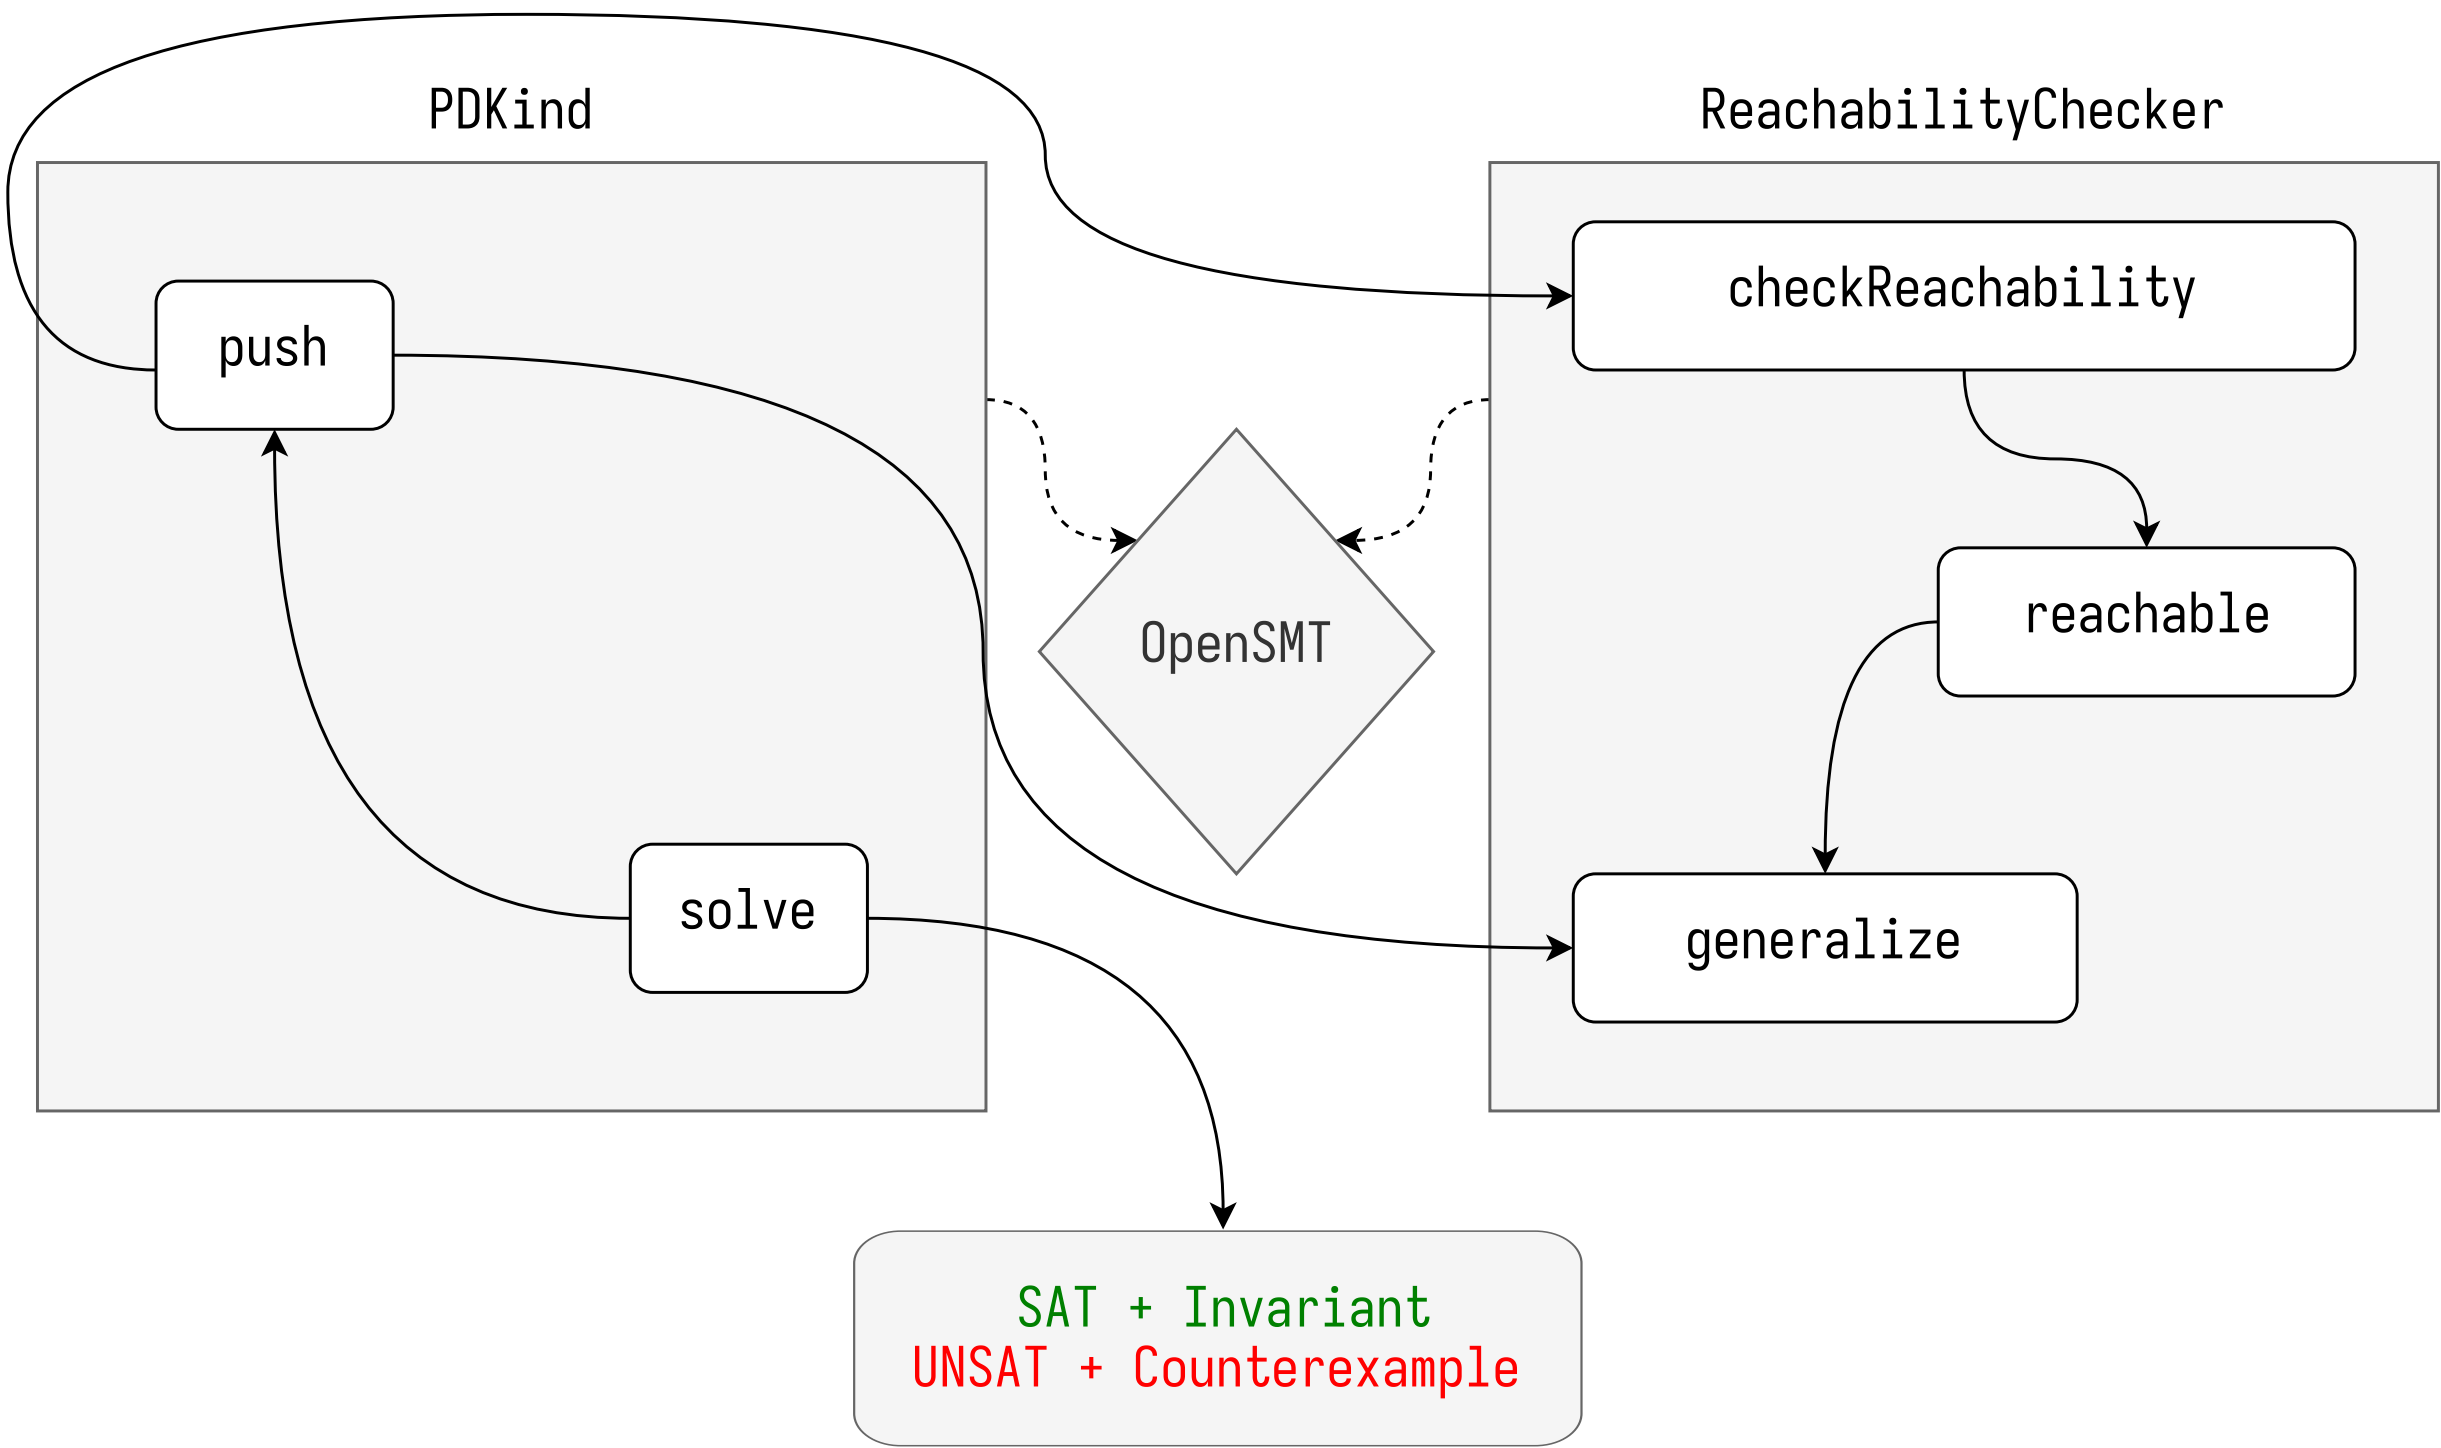 PDKind
ReachabilityChecker
checkReachability
push
reachable
OpenSMT
solve
generalize
SAT + Invariant
UNSAT + Counterexample